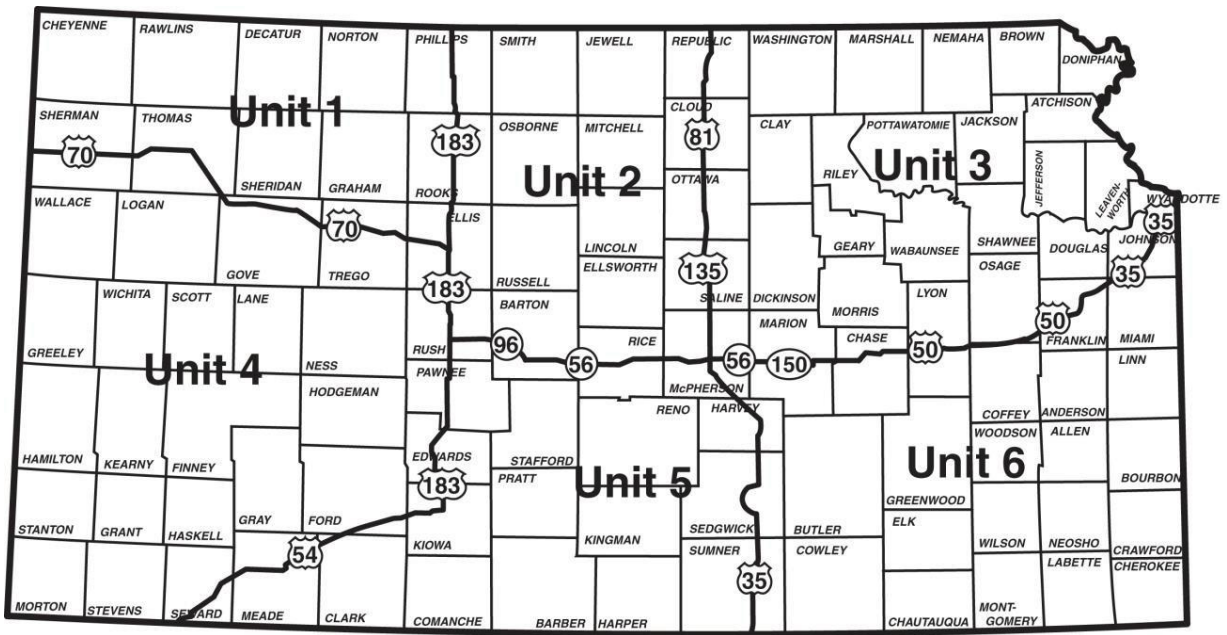 CHEYENNE
RAWLINS
DECATUR
NORTON
PHILLIPS
SMITH
JEWELL
REPUBLIC
WASHINGTON
MARSHALL
NEMAHA
BROWN
DONIPHAN
ATCHISON
SHERMAN
THOMAS
Unit 1
183
OSBORNE
MITCHELL
CLOUD
81
CLAY
POTTAWATOMIE
JACKSON
Unit 3
70
SHERIDAN
GRAHAM
ROOKS
Unit 2
OTTAWA
RILEY
JEFFERSON
LEAVEN-
WORTH
WYANDOTTE
35
WALLACE
LOGAN
ELLIS
70
GOVE
TREGO
LINCOLN
ELLSWORTH
GEARY
WABAUNSEE
SHAWNEE
DOUGLAS
JOHNSON
35
OSAGE
135
183
RUSSELL
SALINE
DICKINSON
WICHITA
SCOTT
LANE
BARTON
MORRIS
LYON
MARION
GREELEY
Unit 4
NESS
RUSH
96
56
RICE
56
150
CHASE
50
50
FRANKLIN
MIAMI
LINN
PAWNEE
HODGEMAN
McPHERSON
RENO
HARVEY
COFFEY
ANDERSON
WOODSON
ALLEN
HAMILTON
KEARNY
FINNEY
EDWARDS
STAFFORD
PRATT
183
Unit 5
Unit 6
BOURBON
GREENWOOD
ELK
STANTON
GRANT
HASKELL
GRAY
FORD
KIOWA
KINGMAN
SEDGWICK
SUMNER
BUTLER
COWLEY
WILSON
NEOSHO
LABETTE
CRAWFORD
CHEROKEE
54
35
MORTON
STEVENS
SEWARD
MEADE
CLARK
COMANCHE
BARBER
HARPER
CHAUTAUQUA
MONT-
GOMERY